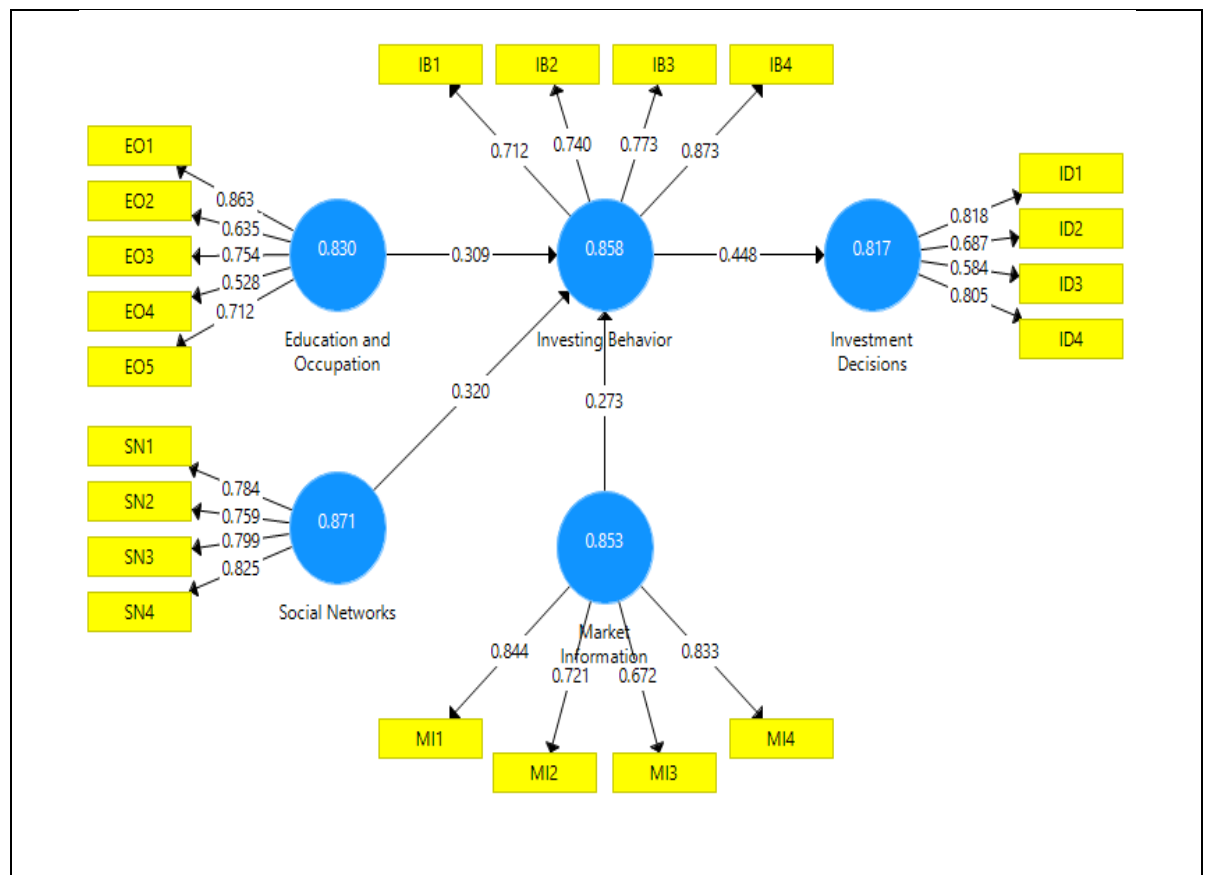 IB1
IB2
IB3
IB4
0.712
0.740
0.773
0.873
EO1
EO2
EO3
EO4
EO5
0.863
0.635
0.754
0.528
0.712
0.830
Education and
Occupation
0.309
0.858
Investing Behavior
0.448
0.817
Investment
Decisions
0.818
0.687
0.584
0.805
ID1
ID2
ID3
ID4
0.320
0.273
SN1
SN2
SN3
SN4
0.784
0.759
0.799
0.825
0.871
Social Networks
0.853
Market
Information
0.844
0.721
0.672
0.833
MI1
MI2
MI3
MI4